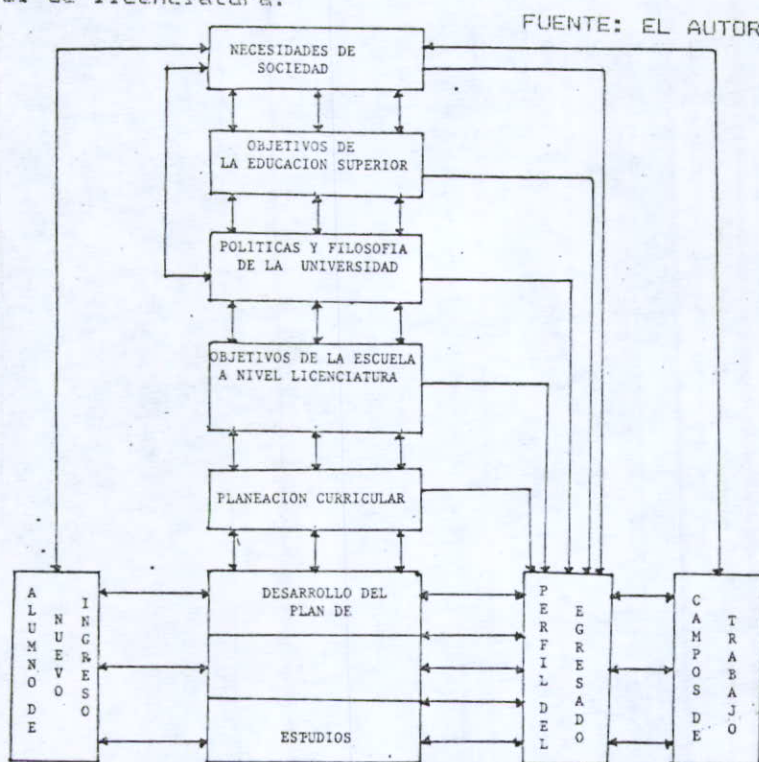 de licenciatura.
FUENTE: EL AUTOR
NECESIDADES DE
SOCIEDAD
OBJETIVOS DE
LA EDUCACION SUPERIOR
POLITICAS Y FILOSOFIA
DE LA UNIVERSIDAD
OBJETIVOS DE LA ESCUELA
A NIVEL LICENCIATURA
PLANEACION CURRICULAR
ALUMNO DE
NUEVO
INGRESO
DESARROLLO DEL
PLAN DE
ESTUDIOS
PERFIL DEL
EGRESADO
CAMPOS DE
TRABAJO